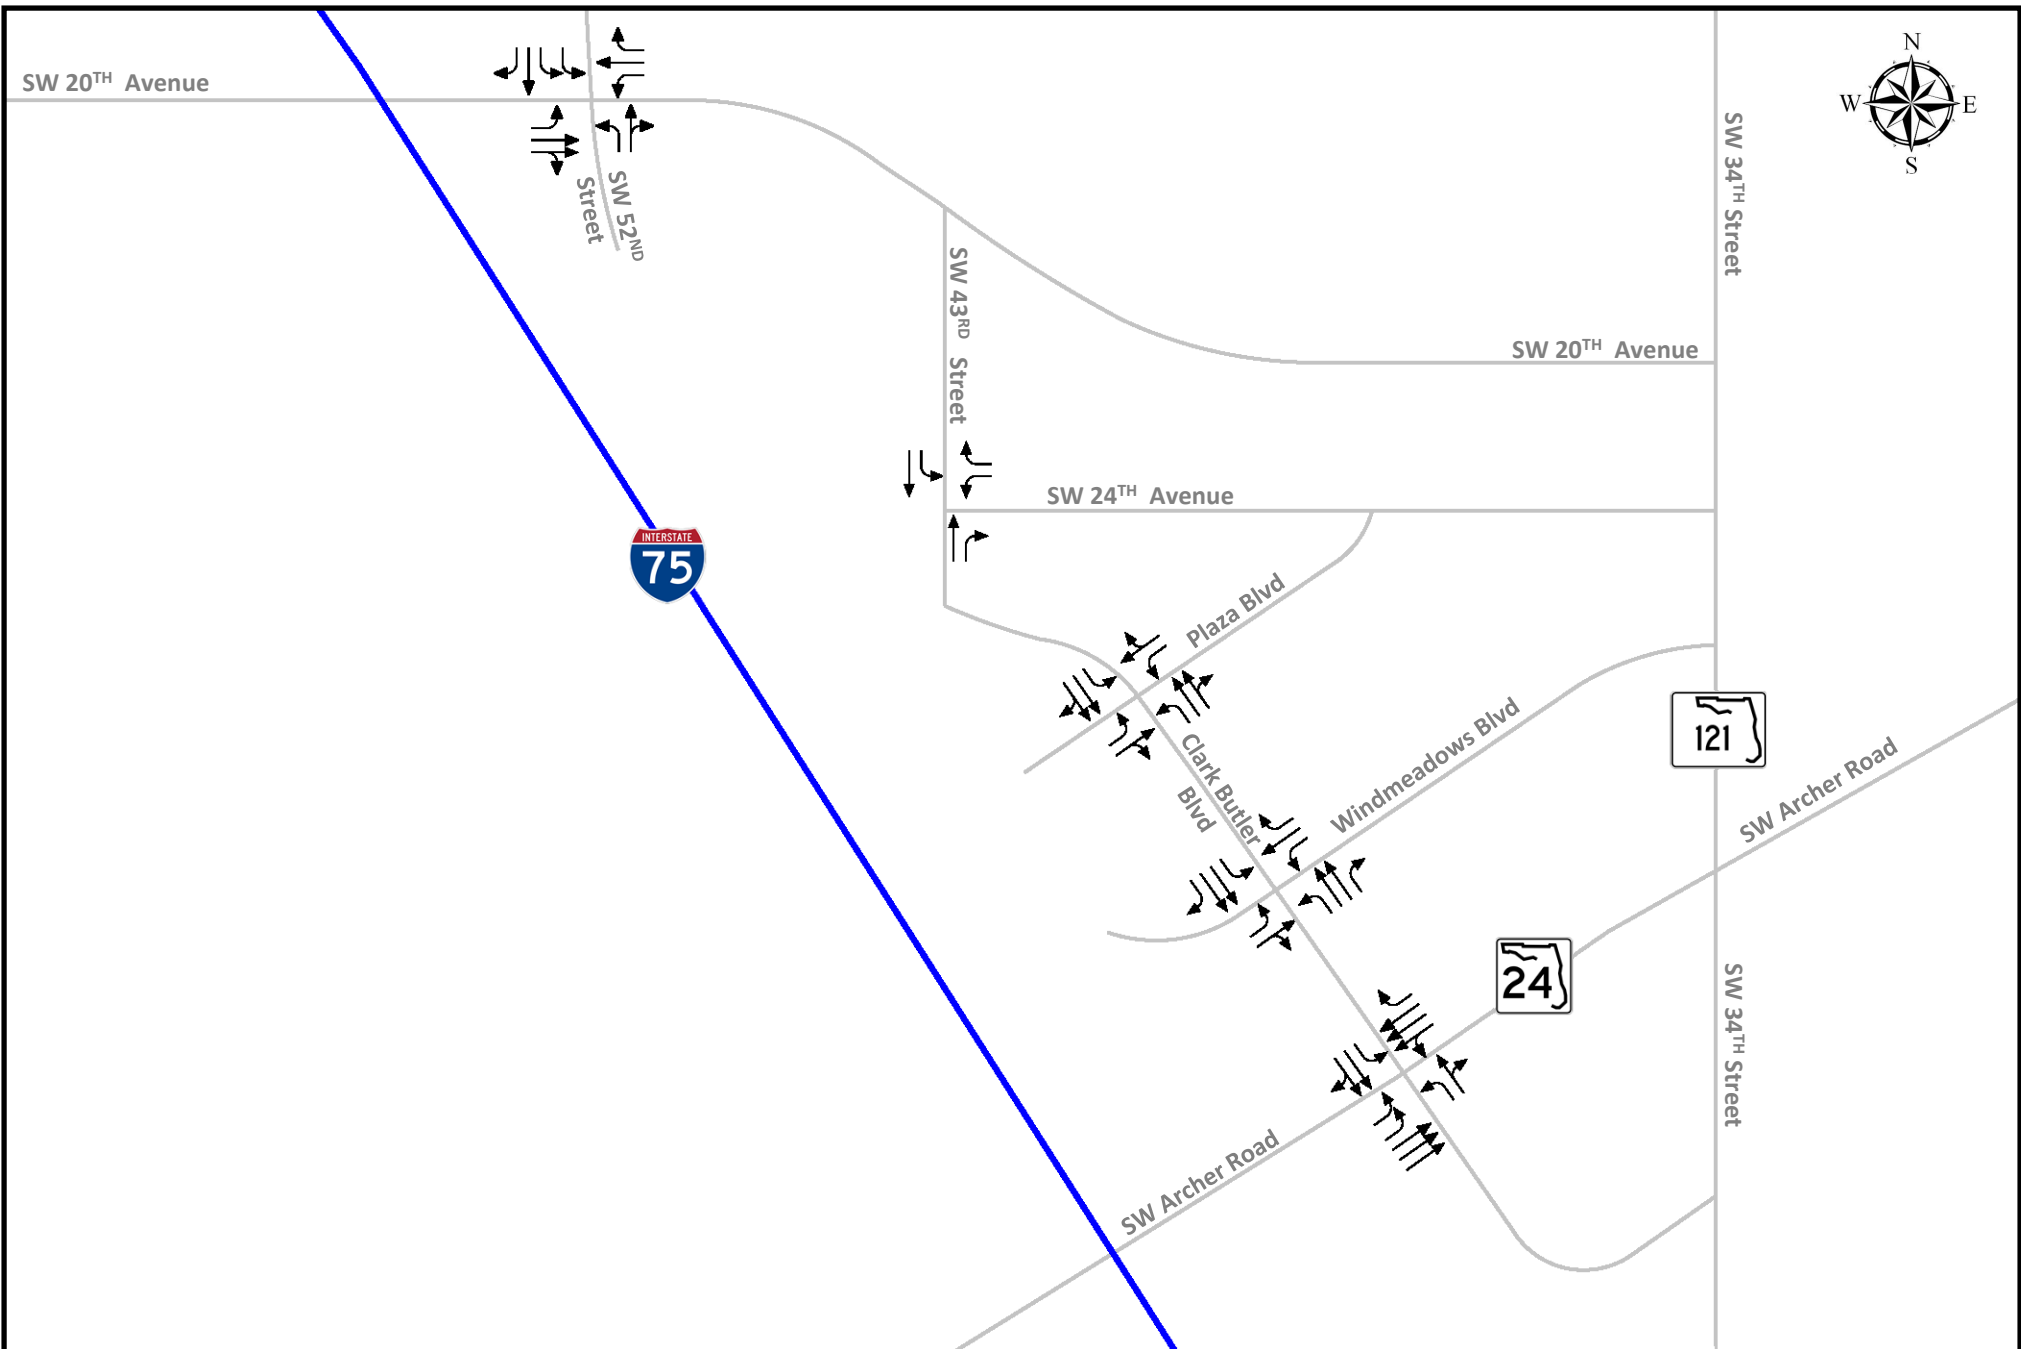 N
W
E
S
SW 20TH Avenue
SW 52ND
Street
SW 34TH Street
SW 43RD Street
SW 20TH Avenue
SW 24TH Avenue
INTERSTATE
75
Plaza Blvd
Clark Butler
Blvd
Windmeadows Blvd
121
SW Archer Road
24
SW 34TH Street
SW Archer Road